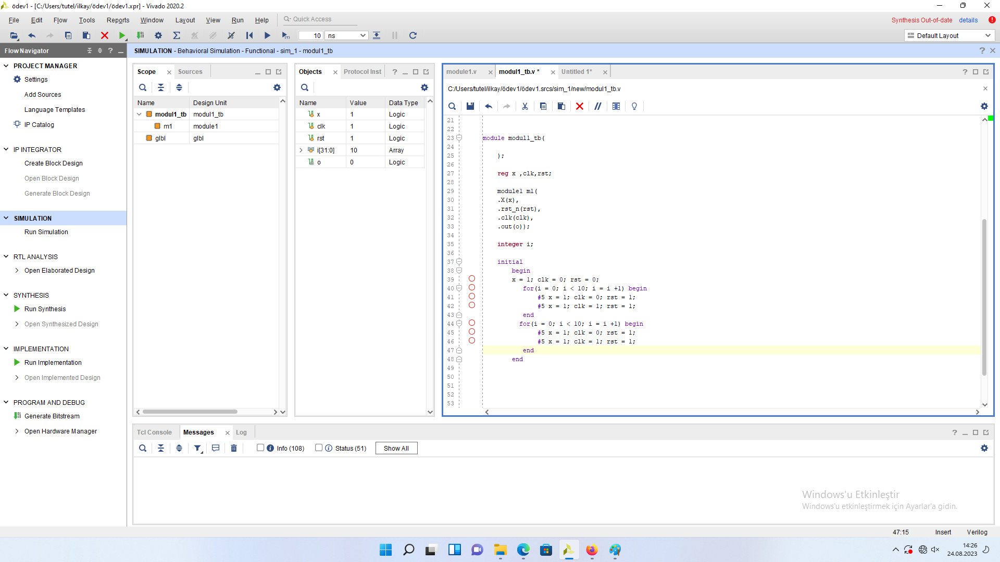 ödev1 - [C:/Users/tutel/ilkay/ödev1/ödev1.xpr] - Vivado 2020.2
File Edit Flow Tools Reports Window Layout View Run Help Quick Access
Synthesis Out-of-date details
10 ns
Default Layout
Flow Navigator
SIMULATION - Behavioral Simulation - Functional - sim_1 - modul1_tb
PROJECT MANAGER
Settings
Add Sources
Language Templates
IP Catalog
IP INTEGRATOR
Create Block Design
Open Block Design
Generate Block Design
SIMULATION
Run Simulation
RTL ANALYSIS
Open Elaborated Design
SYNTHESIS
Run Synthesis
Open Synthesized Design
IMPLEMENTATION
Run Implementation
Open Implemented Design
PROGRAM AND DEBUG
Generate Bitstream
Open Hardware Manager
Scope Sources
Name Design Unit
modul1_tb modul1_tb
m1 module1
glbl glbl
Objects Protocol Inst
Name Value Data Type
x 1 Logic
clk 1 Logic
rst 1 Logic
i[31:0] 10 Array
o 0 Logic
module1.v modul1_tb.v * Untitled 1*
C:/Users/tutel/ilkay/ödev1/ödev1.srcs/sim_1/new/modul1_tb.v
21
22
23 module modul1_tb(
24
25 );
26
27 reg x ,clk,rst;
28
29 module1 m1(
30 .X(x),
31 .rst_n(rst),
32 .clk(clk),
33 .out(o));
34
35 integer i;
36
37 initial
38 begin
39 x = 1; clk = 0; rst = 0;
40 for(i = 0; i < 10; i = i +1) begin
41 #5 x = 1; clk = 0; rst = 1;
42 #5 x = 1; clk = 1; rst = 1;
43 end
44 for(i = 0; i < 10; i = i +1) begin
45 #5 x = 1; clk = 0; rst = 1;
46 #5 x = 1; clk = 1; rst = 1;
47 end
48 end
49
50
51
52
53
Tcl Console Messages Log
Info (108) Status (51) Show All
Windows'u Etkinleştir
Windows'u etkinleştirmek için Ayarlar'a gidin.
47:15 Insert Verilog
14:26
24.08.2023